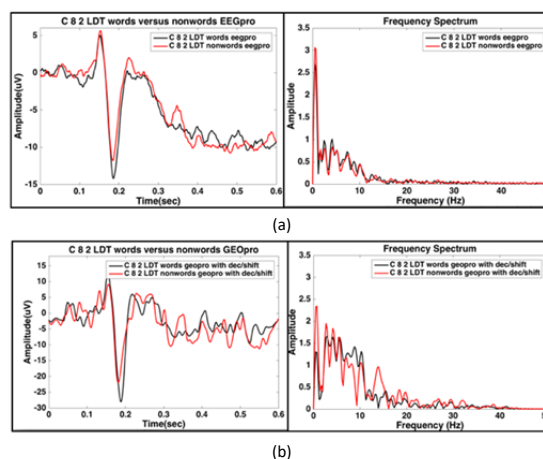 C 8 2 LDT words versus nonwords EEGpro
C 8 2 LDT words eegpro
C 8 2 LDT nonwords eegpro
Amplitude(uV)
5
0
-5
-10
-15
0 0.1 0.2 0.3 0.4 0.5 0.6
Time(sec)
Frequency Spectrum
C 8 2 LDT words eegpro
C 8 2 LDT nonwords eegpro
Amplitude
3.5
3
2.5
2
1.5
1
0.5
0
0 10 20 30 40
Frequency (Hz)
(a)
C 8 2 LDT words versus nonwords GEOpro
C 8 2 LDT words geopro with dec/shift
C 8 2 LDT nonwords geopro with dec/shift
Amplitude(uV)
15
10
5
0
-5
-10
-15
-20
-25
-30
0 0.1 0.2 0.3 0.4 0.5 0.6
Time(sec)
Frequency Spectrum
C 8 2 LDT words geopro with dec/shift
C 8 2 LDT nonwords geopro with dec/shift
Amplitude
3.5
3
2.5
2
1.5
1
0.5
0
0 10 20 30 40
Frequency (Hz)
(b)